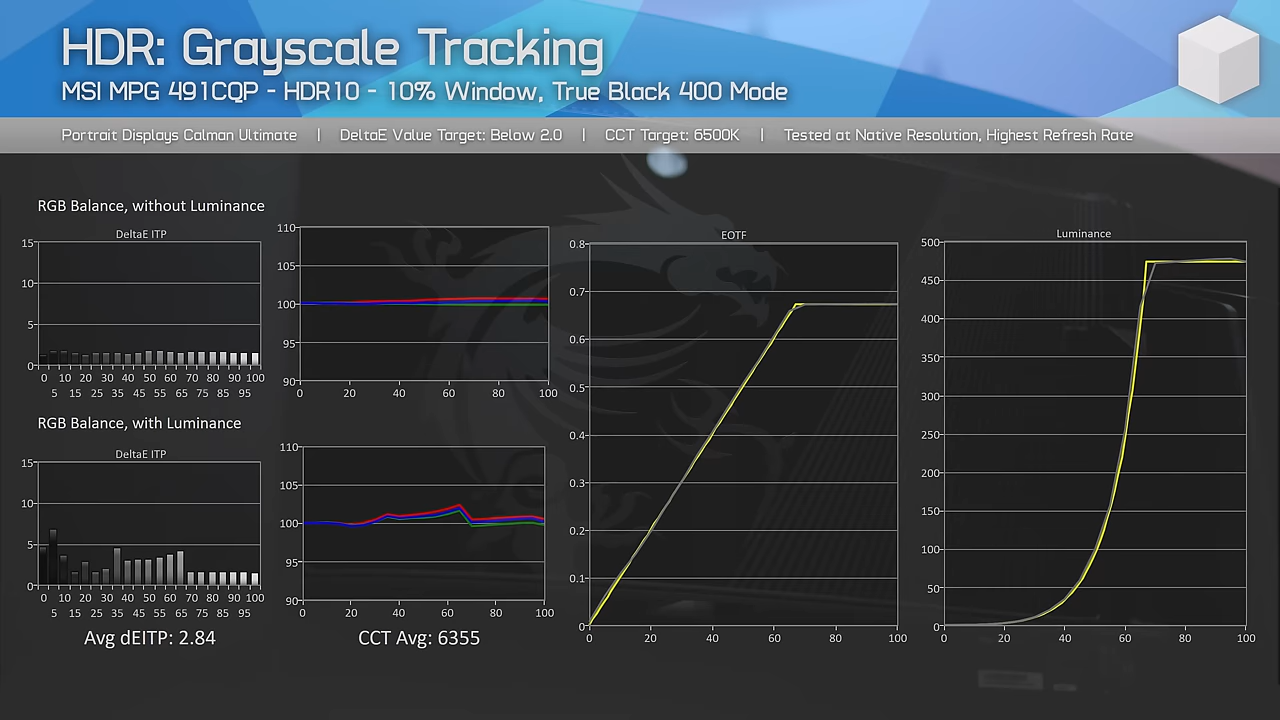 HDR: Grayscale Tracking
MSI MPG 491CQP - HDR10 - 10% Window, True Black 400 Mode
Portrait Displays Calman Ultimate | DeltaE Value Target: Below 2.0 | CCT Target: 6500K | Tested at Native Resolution, Highest Refresh Rate
RGB Balance, without Luminance
DeltaE ITP
15
10
5
0
0 10 20 30 40 50 60 70 80 90 100
5 15 25 35 45 55 65 75 85 95
110
105
100
95
90
0 20 40 60 80 100
RGB Balance, with Luminance
DeltaE ITP
15
10
5
0
0 10 20 30 40 50 60 70 80 90 100
5 15 25 35 45 55 65 75 85 95
Avg dEITP: 2.84
110
105
100
95
90
0 20 40 60 80 100
CCT Avg: 6355
EOTF
0.8
0.7
0.6
0.5
0.4
0.3
0.2
0.1
0
0 20 40 60 80 100
Luminance
500
450
400
350
300
250
200
150
100
50
0
0 20 40 60 80 100